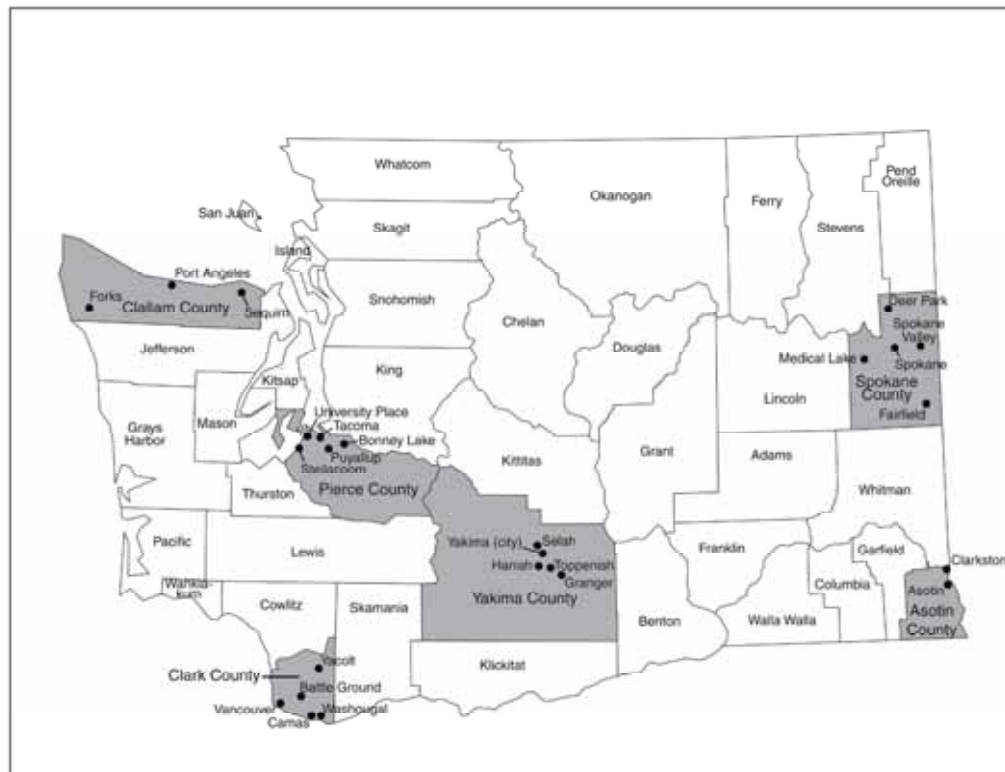 Whatcom
Okanogan
Ferry
Stevens
Pend
Oreille
San Juan
Skagit
Island
Port Angeles
Forks
Clallam County
Sequim
Snohomish
Chelan
Douglas
Deer Park
Spokane
Valley
Medical Lake
Spokane
Spokane
County
Fairfield
Jefferson
Kitsap
King
Lincoln
Grays
Harbor
Mason
University Place
Tacoma
Bonney Lake
Puyallup
Steilacoom
Pierce County
Kittitas
Grant
Adams
Whitman
Thurston
Pacific
Lewis
Yakima (city)
Selah
Harrah
Toppenish
Granger
Yakima County
Franklin
Garfield
Clarkston
Asotin
Asotin
County
Columbia
Walla Walla
Benton
Wahkia-
kum
Cowlitz
Skamania
Klickitat
Yacolt
Clark County
Battle Ground
Vancouver
Washougal
Camas